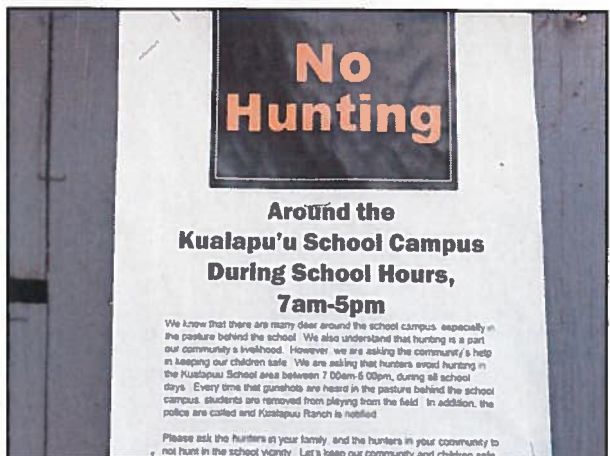 No
Hunting
Around the
Kualapu'u School Campus
During School Hours,
7am-5pm
We know that there are many deer around the school campus, especially in
the pasture behind the school. We also understand that hunting is a part
our community's livelihood. However, we are asking the community's help
in keeping our children safe. We are asking that hunters avoid hunting in
the Kualapuu School area between 7:00am-5:00pm, during all school
days. Every time that gunshots are heard in the pasture behind the school
campus, students are removed from playing from the field. In addition, the
police are called and Kualapuu Ranch is notified.
Please ask the hunters in your family, and the hunters in your community to
not hunt in the school vicinity. Let's keep our community and children safe